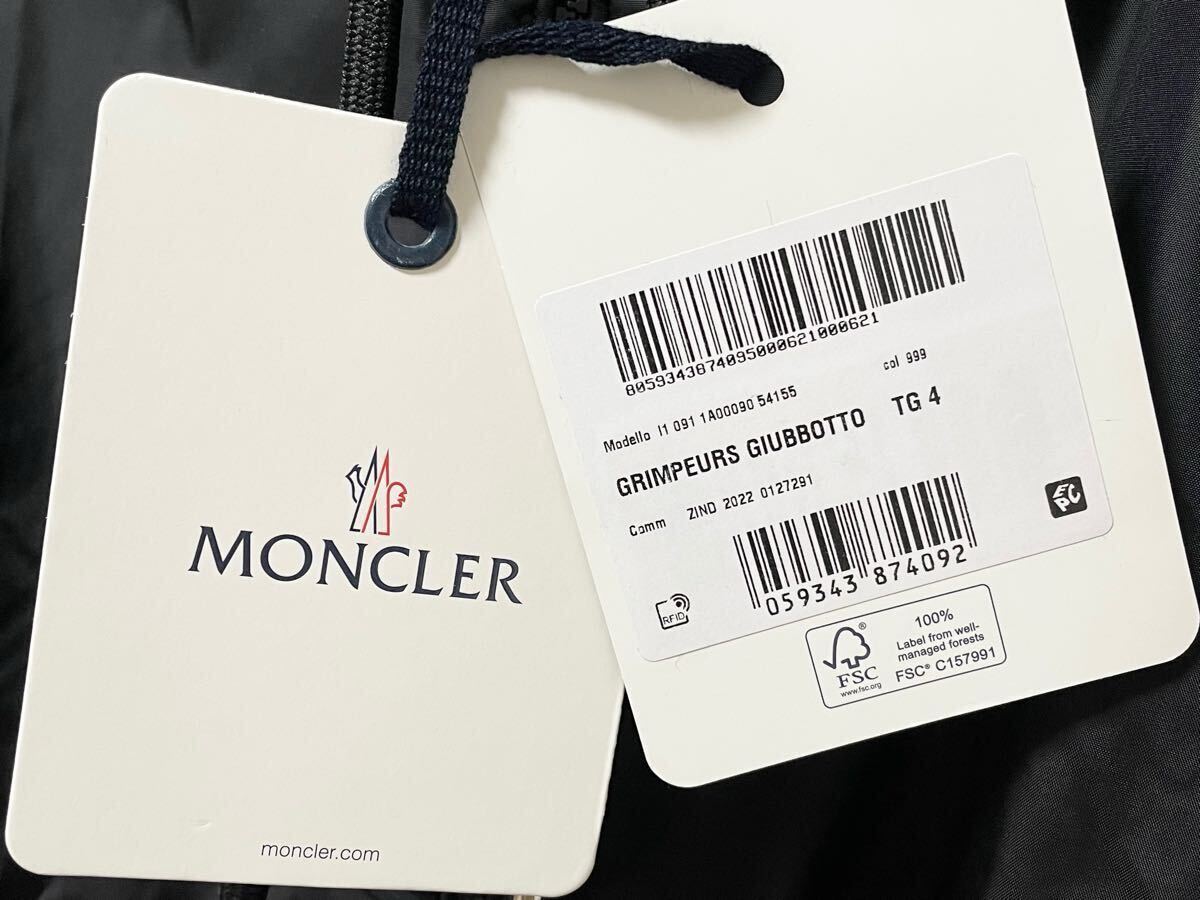 MONCLER
moncler.com
8059343874095000621000621
Modello I1 091 1A00090 54155 col 999
GRIMPEURS GIUBBOTTO TG 4
Comm ZIND 2022 0127291
059343 874092
RFID
EPC
FSC®
www.fsc.org
100%
Label from well-
managed forests
FSC® C157991